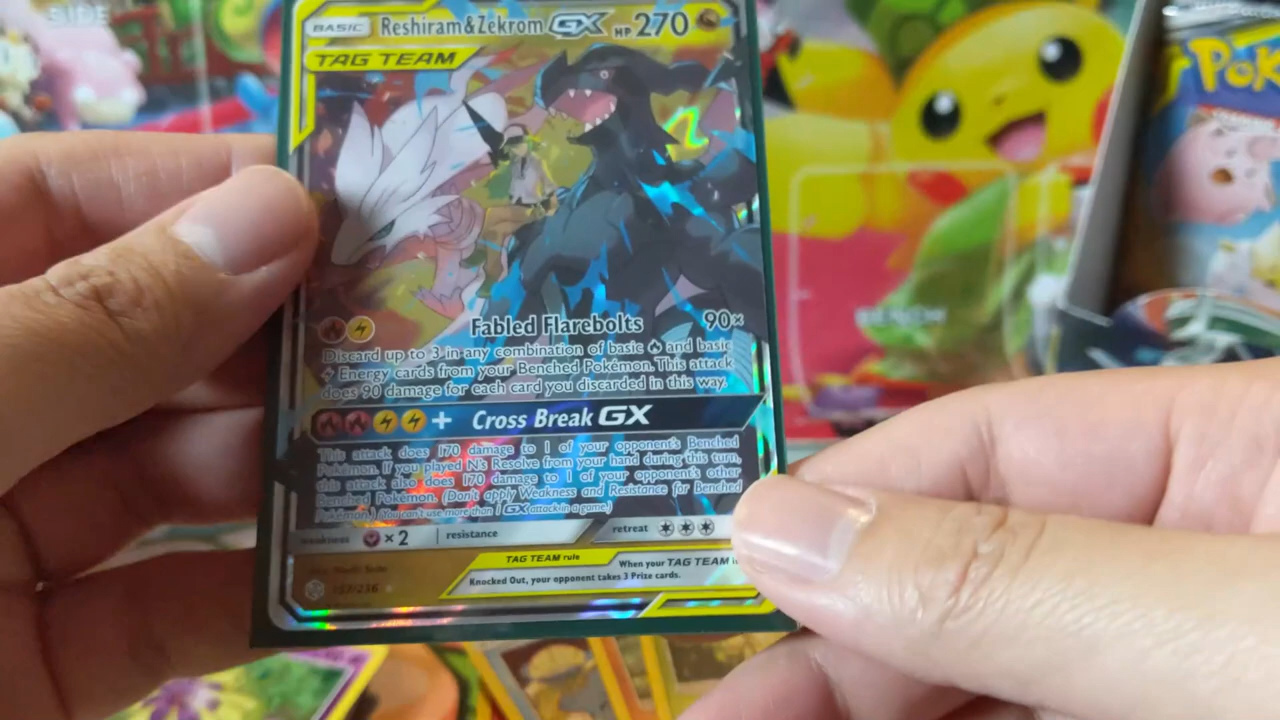 SIDE
BASIC Reshiram&Zekrom GX HP 270
TAG TEAM
POK
Fabled Flarebolts 90×
Discard up to 3 in any combination of basic and basic
Energy cards from your Benched Pokémon. This attack
does 90 damage for each card you discarded in this way.
BENCH
+ Cross Break GX
This attack does 170 damage to 1 of your opponent's Benched
Pokémon. If you played N's Resolve from your hand during this turn,
this attack also does 170 damage to 1 of your opponent's other
Benched Pokémon. (Don't apply Weakness and Resistance for Benched
Pokémon.) (You can't use more than 1 GX attack in a game.)
weakness ×2 resistance retreat
TAG TEAM rule When your TAG TEAM
Knocked Out, your opponent takes 3 Prize cards.
157/236